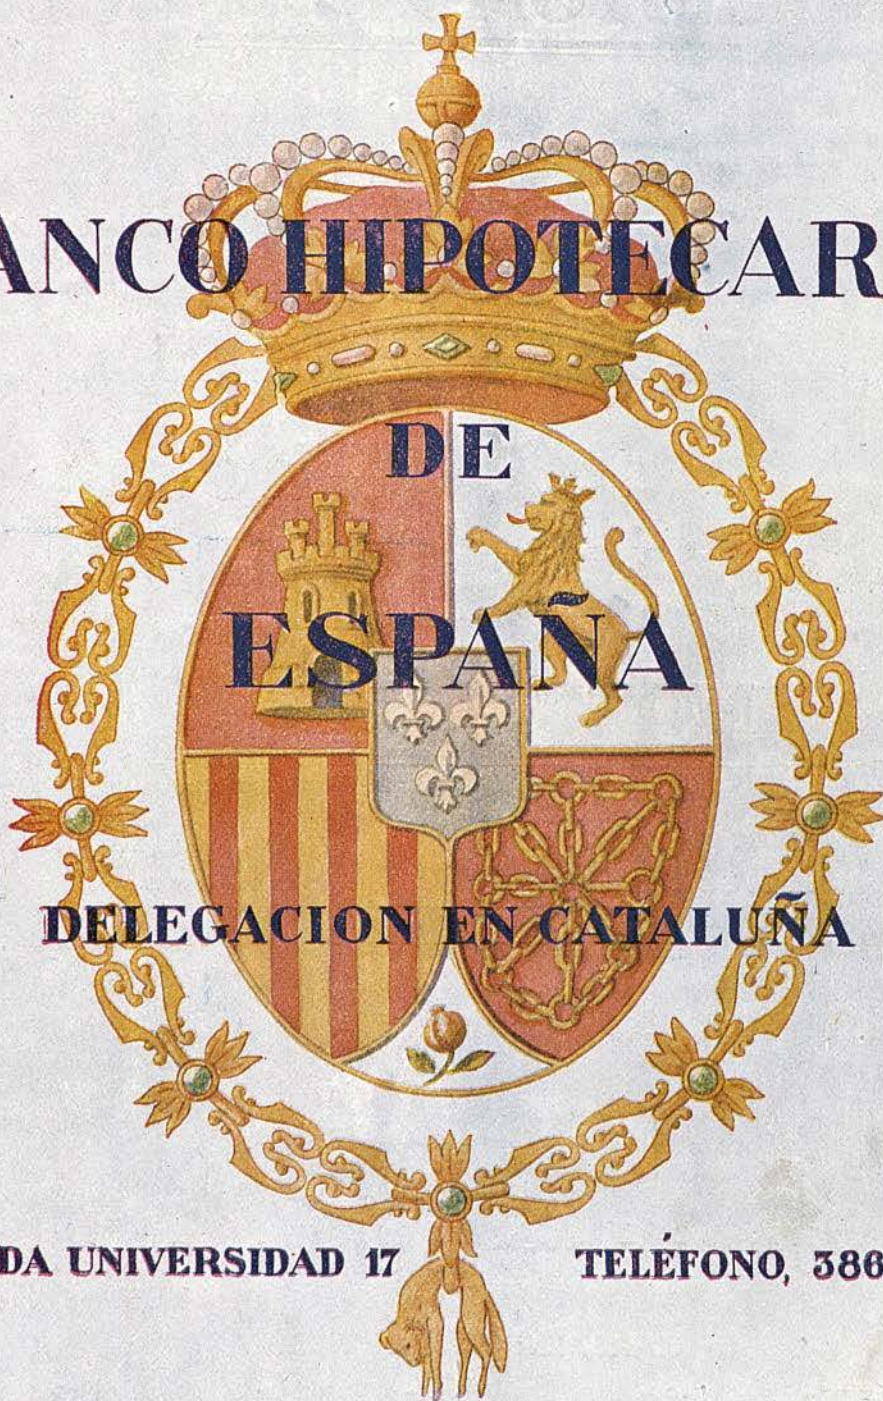 ANCO HIPOTECAR
DE
ESPAÑA
DELEGACION EN CATALUÑA
DA UNIVERSIDAD 17 TELÉFONO, 386